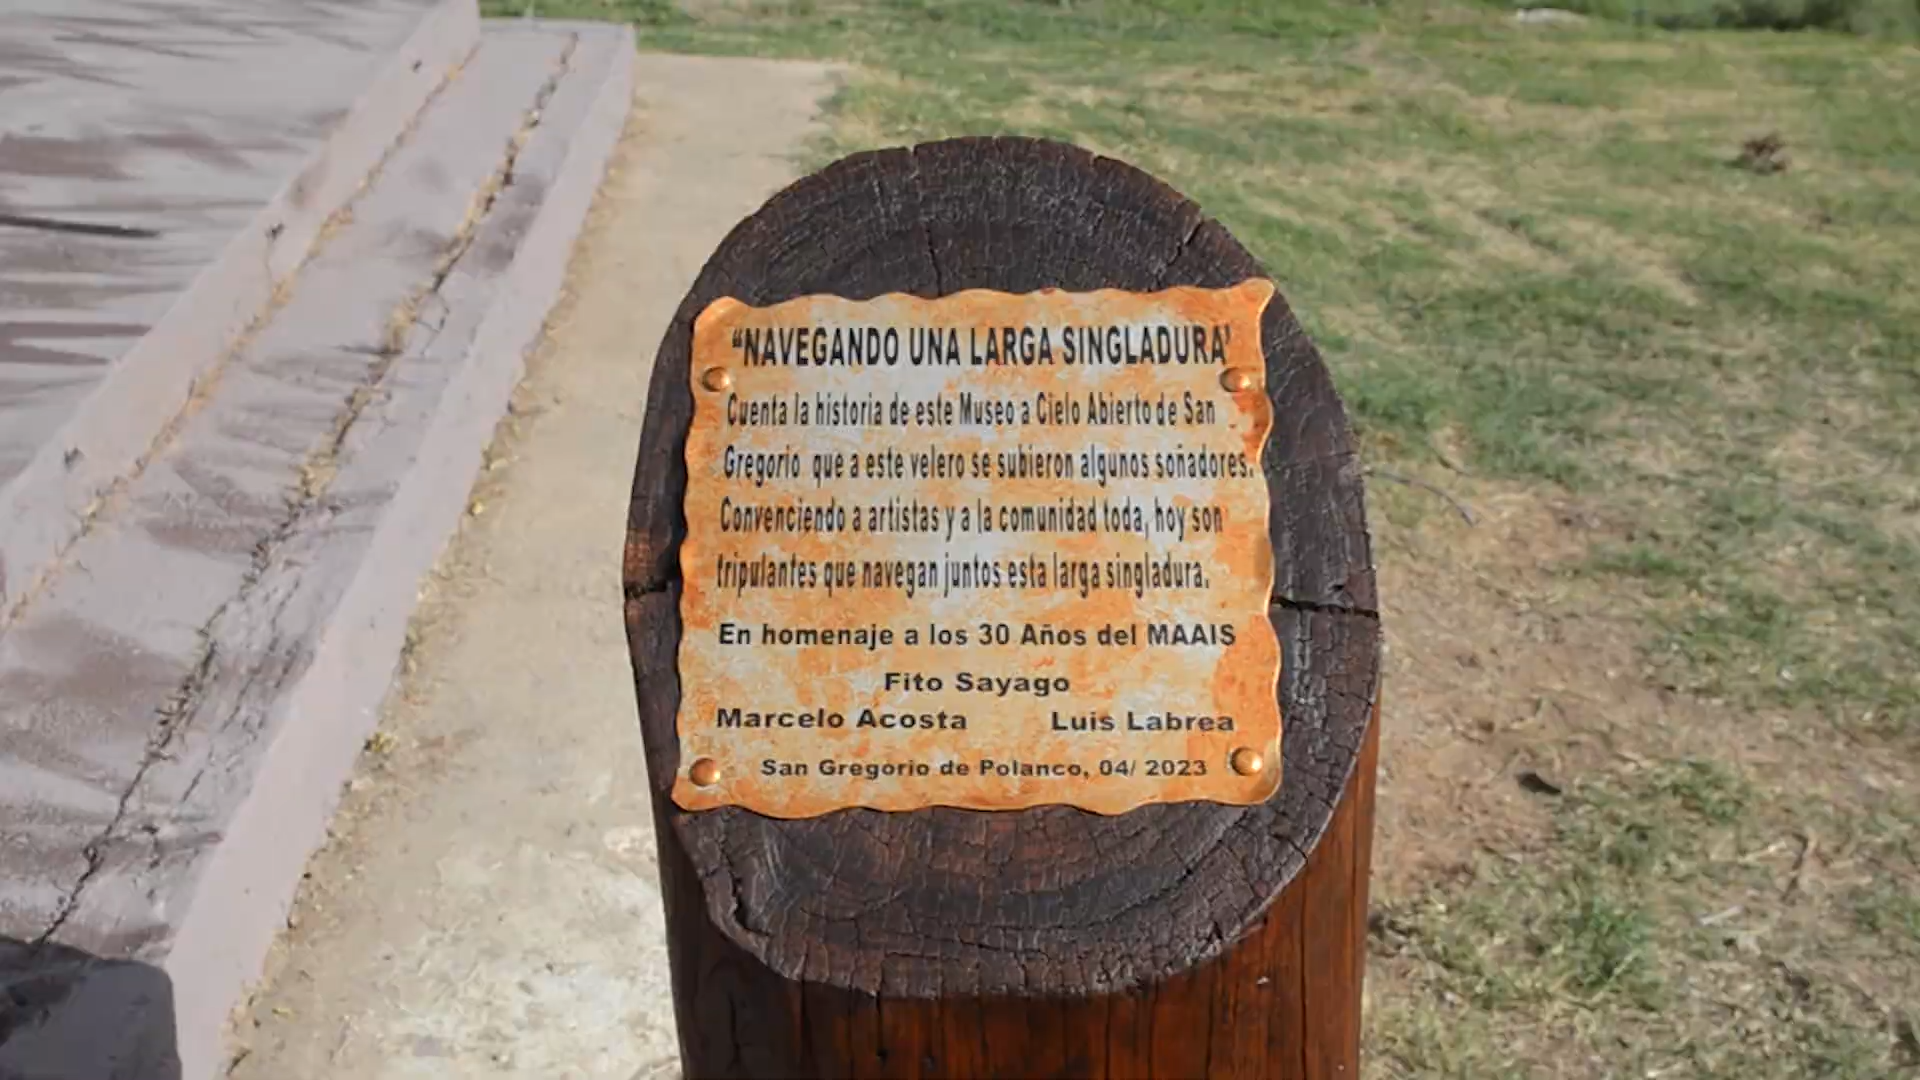 “NAVEGANDO UNA LARGA SINGLADURA”
Cuenta la historia de este Museo a Cielo Abierto de San
Gregorio que a este velero se subieron algunos soñadores.
Convenciendo a artistas y a la comunidad toda, hoy son
tripulantes que navegan juntos esta larga singladura.
En homenaje a los 30 Años del MAAIS
Fito Sayago
Marcelo Acosta Luis Labrea
San Gregorio de Polanco, 04/ 2023